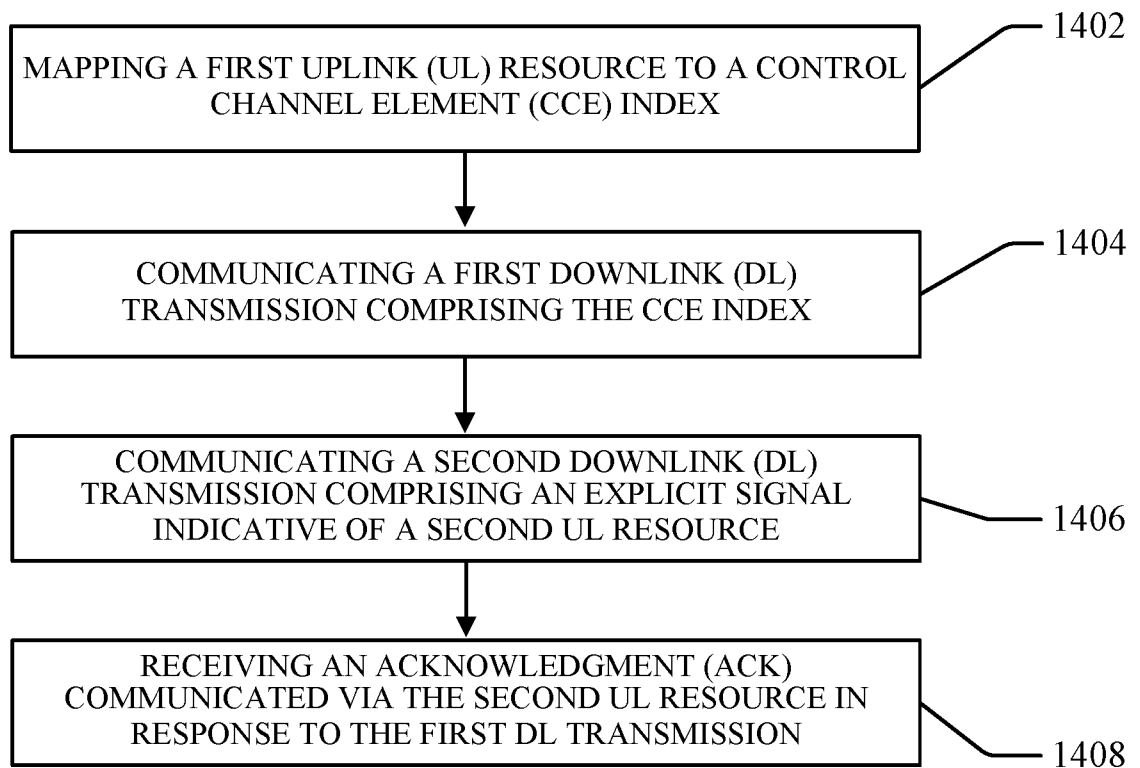 1402
MAPPING A FIRST UPLINK (UL) RESOURCE TO A CONTROL
CHANNEL ELEMENT (CCE) INDEX
1404
COMMUNICATING A FIRST DOWNLINK (DL)
TRANSMISSION COMPRISING THE CCE INDEX
COMMUNICATING A SECOND DOWNLINK (DL)
TRANSMISSION COMPRISING AN EXPLICIT SIGNAL
INDICATIVE OF A SECOND UL RESOURCE
1406
RECEIVING AN ACKNOWLEDGMENT (ACK)
COMMUNICATED VIA THE SECOND UL RESOURCE IN
RESPONSE TO THE FIRST DL TRANSMISSION
1408